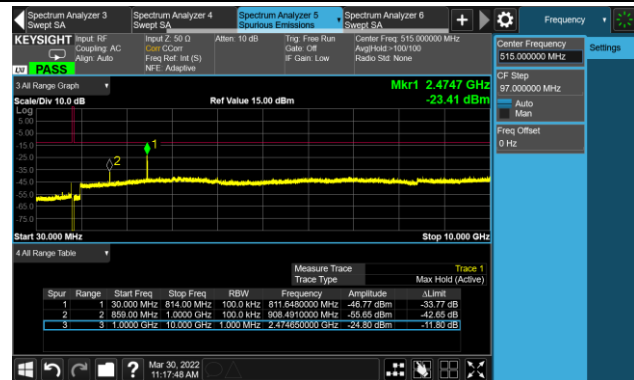 Spectrum Analyzer 3
Swept SA
Spectrum Analyzer 4
Swept SA
Spectrum Analyzer 5
Spurious Emissions
Spectrum Analyzer 6
Swept SA
Frequency
KEYSIGHT
Input: RF
Coupling: AC
Align: Auto
Input Z: 50 Ω
Corr CCorr
Freq Ref: Int (S)
NFE: Adaptive
Atten: 10 dB
Trig: Free Run
Gate: Off
IF Gain: Low
Center Freq: 515.000000 MHz
Avg|Hold:>100/100
Radio Std: None
LXI
PASS
Center Frequency
515.000000 MHz
Settings
CF Step
97.000000 MHz
Auto
Man
Freq Offset
0 Hz
3 All Range Graph
Mkr1 2.4747 GHz
Scale/Div 10.0 dB
Ref Value 15.00 dBm
-23.41 dBm
Log
5.00
-5.00
-15.0
-25.0
-35.0
-45.0
-55.0
-65.0
-75.0
1
2
Start 30.000 MHz
Stop 10.000 GHz
4 All Range Table
Measure Trace
Trace 1
Trace Type
Max Hold (Active)
Spur Range Start Freq Stop Freq RBW Frequency Amplitude ΔLimit
1 1 30.000 MHz 814.00 MHz 100.0 kHz 811.6480000 MHz -46.77 dBm -33.77 dB
2 2 859.00 MHz 1.0000 GHz 100.0 kHz 908.4910000 MHz -55.65 dBm -42.65 dB
3 3 1.0000 GHz 10.000 GHz 1.000 MHz 2.474650000 GHz -24.80 dBm -11.80 dB
?
Mar 30, 2022
11:17:48 AM